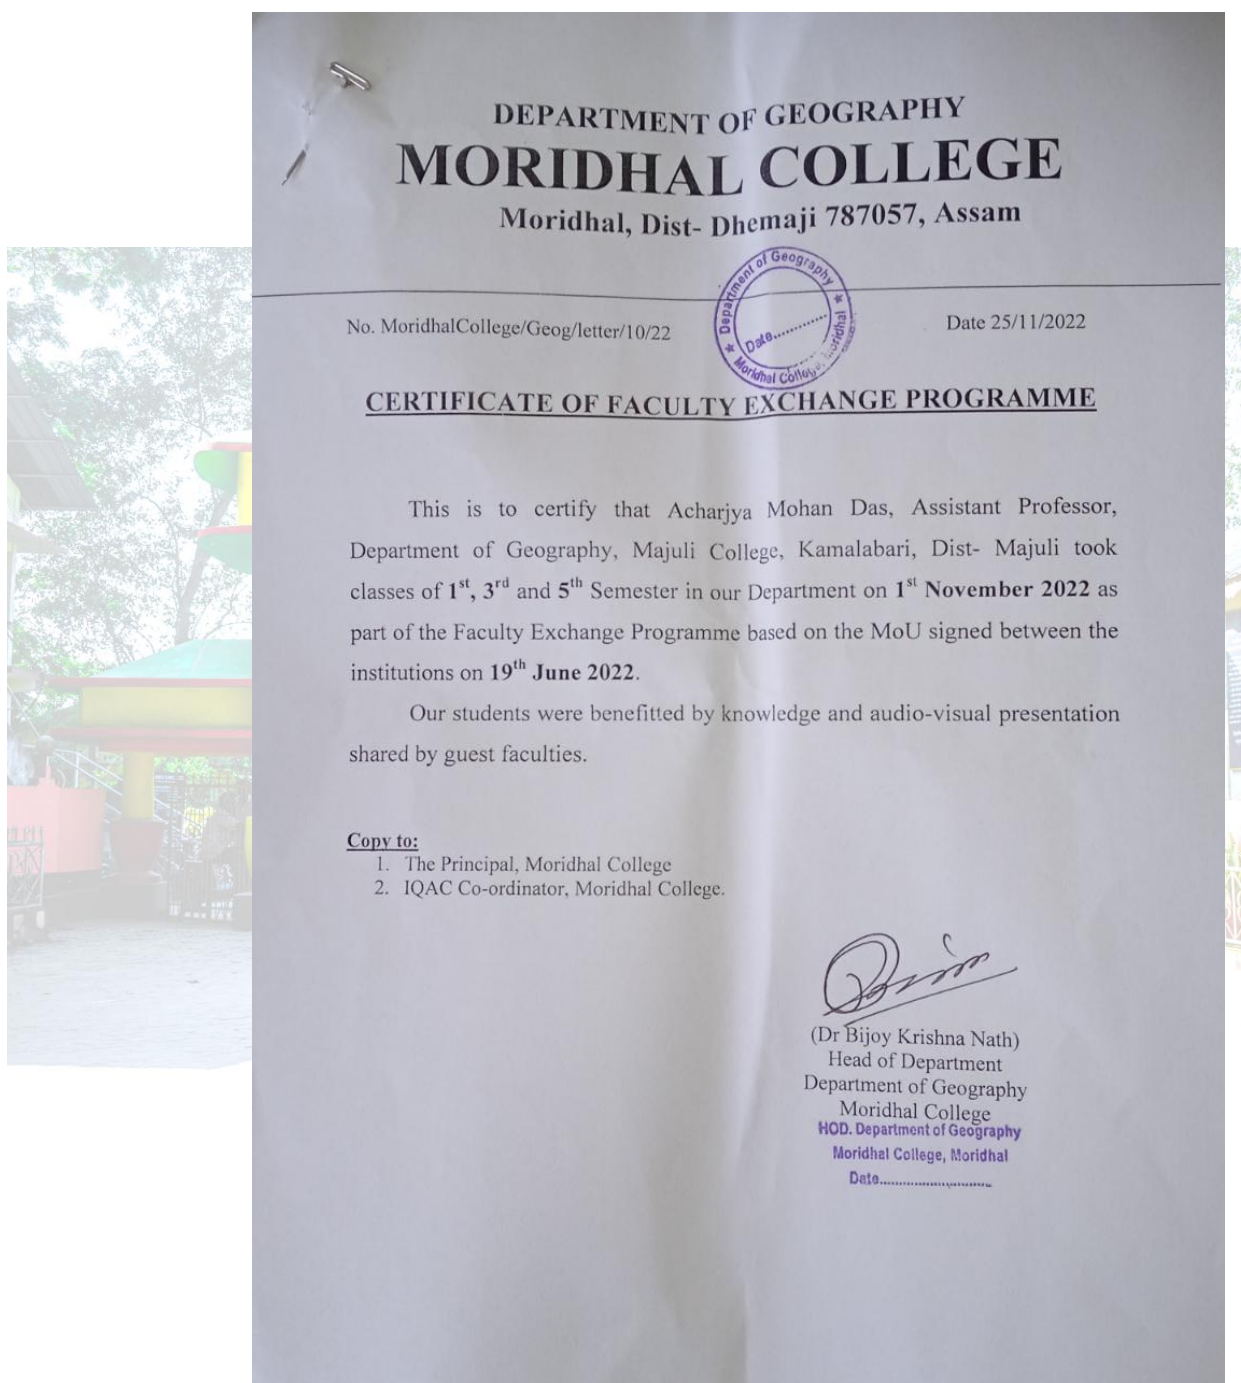 DEPARTMENT OF GEOGRAPHY
MORIDHAL COLLEGE
Moridhal, Dist- Dhemaji 787057, Assam
★ Department of Geography ★
Date............
Moridhal College, Moridhal
No. MoridhalCollege/Geog/letter/10/22
Date 25/11/2022
CERTIFICATE OF FACULTY EXCHANGE PROGRAMME
This is to certify that Acharjya Mohan Das, Assistant Professor,
Department of Geography, Majuli College, Kamalabari, Dist- Majuli took
classes of 1st, 3rd and 5th Semester in our Department on 1st November 2022 as
part of the Faculty Exchange Programme based on the MoU signed between the
institutions on 19th June 2022.
Our students were benefitted by knowledge and audio-visual presentation
shared by guest faculties.
Copy to:
1. The Principal, Moridhal College
2. IQAC Co-ordinator, Moridhal College.
(Dr Bijoy Krishna Nath)
Head of Department
Department of Geography
Moridhal College
HOD. Department of Geography
Moridhal College, Moridhal
Date........................